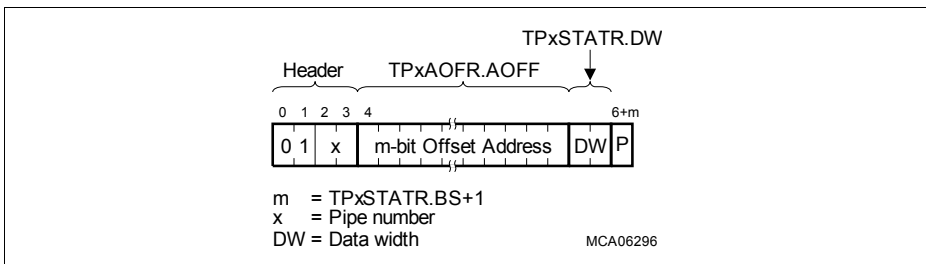 TPxSTATR.DW
Header TPxAOFR.AOFF
0 1 2 3 4 6+m
0 1 x m-bit Offset Address DW P
m = TPxSTATR.BS+1
x = Pipe number
DW = Data width MCA06296